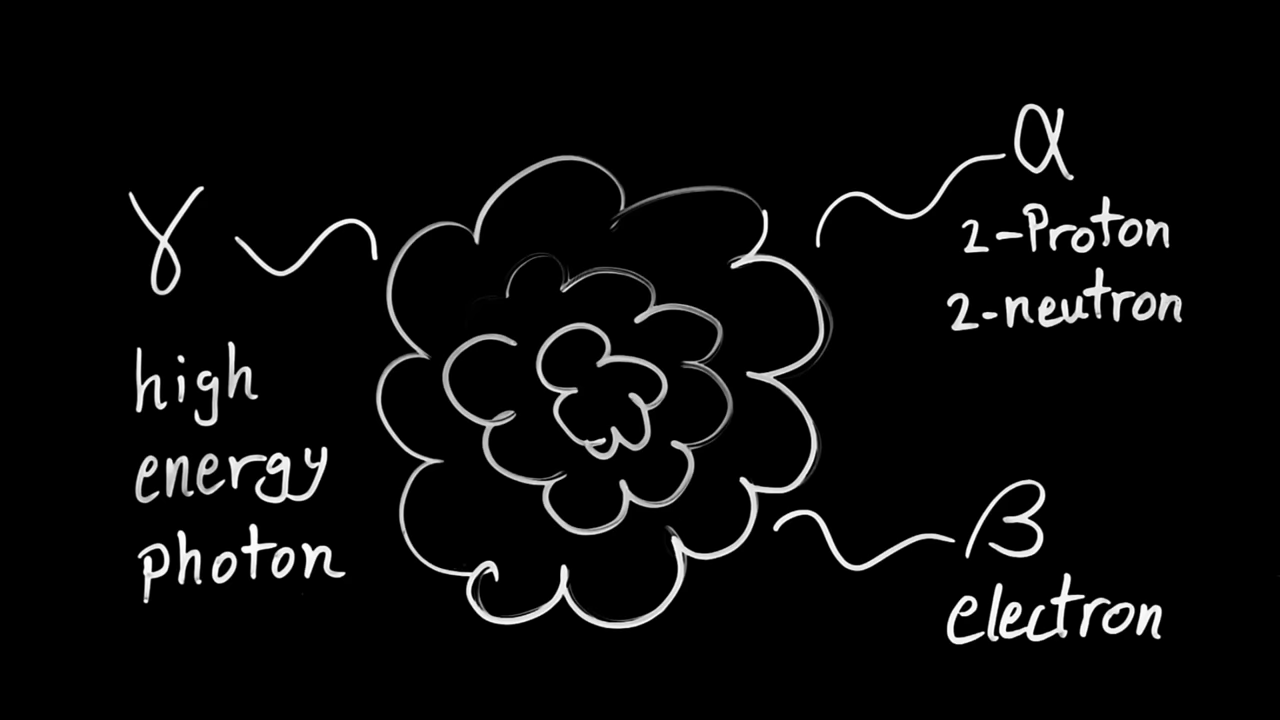 γ
high
energy
photon
α
2-Proton
2-neutron
β
electron